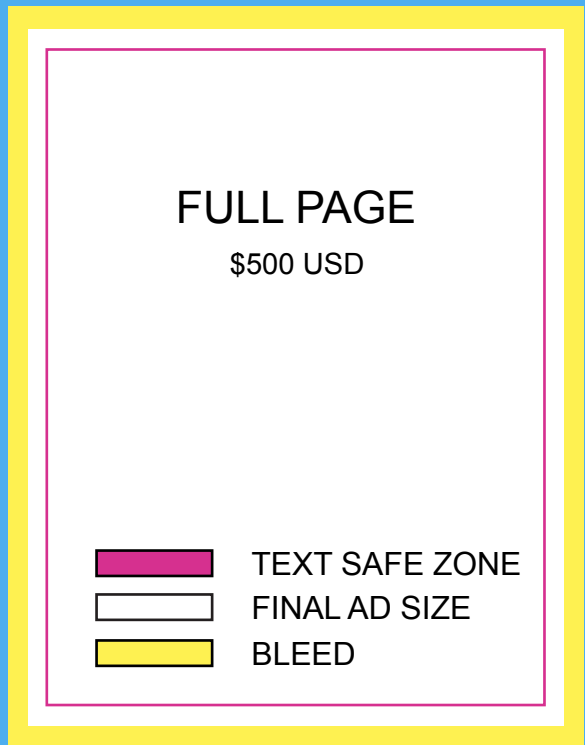 FULL PAGE
$500 USD
TEXT SAFE ZONE
FINAL AD SIZE
BLEED